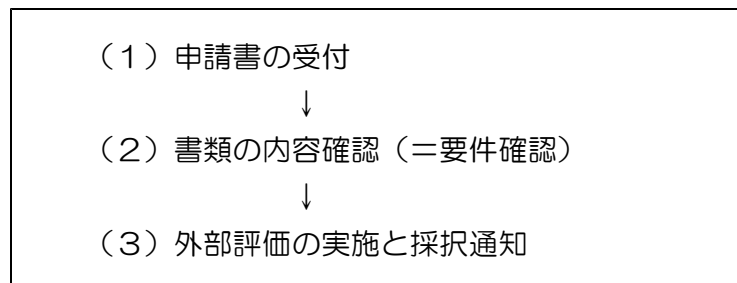 （１）申請書の受付
↓
（２）書類の内容確認（＝要件確認）
↓
（３）外部評価の実施と採択通知